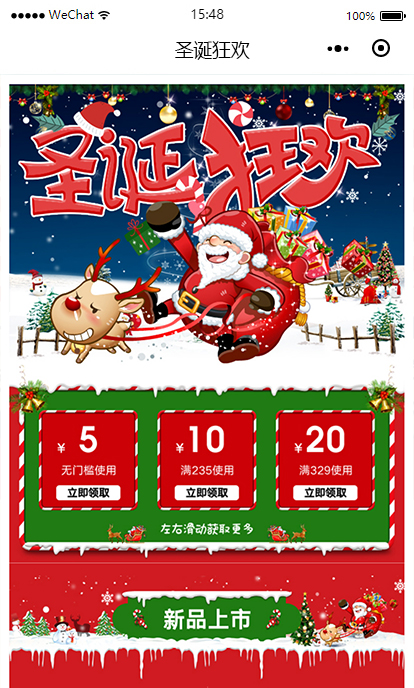 WeChat 15:48 100%
圣诞狂欢
圣诞狂欢
¥ 5 ¥ 10 ¥ 20
无门槛使用 满235使用 满329使用
立即领取 立即领取 立即领取
左右滑动获取更多
新品上市